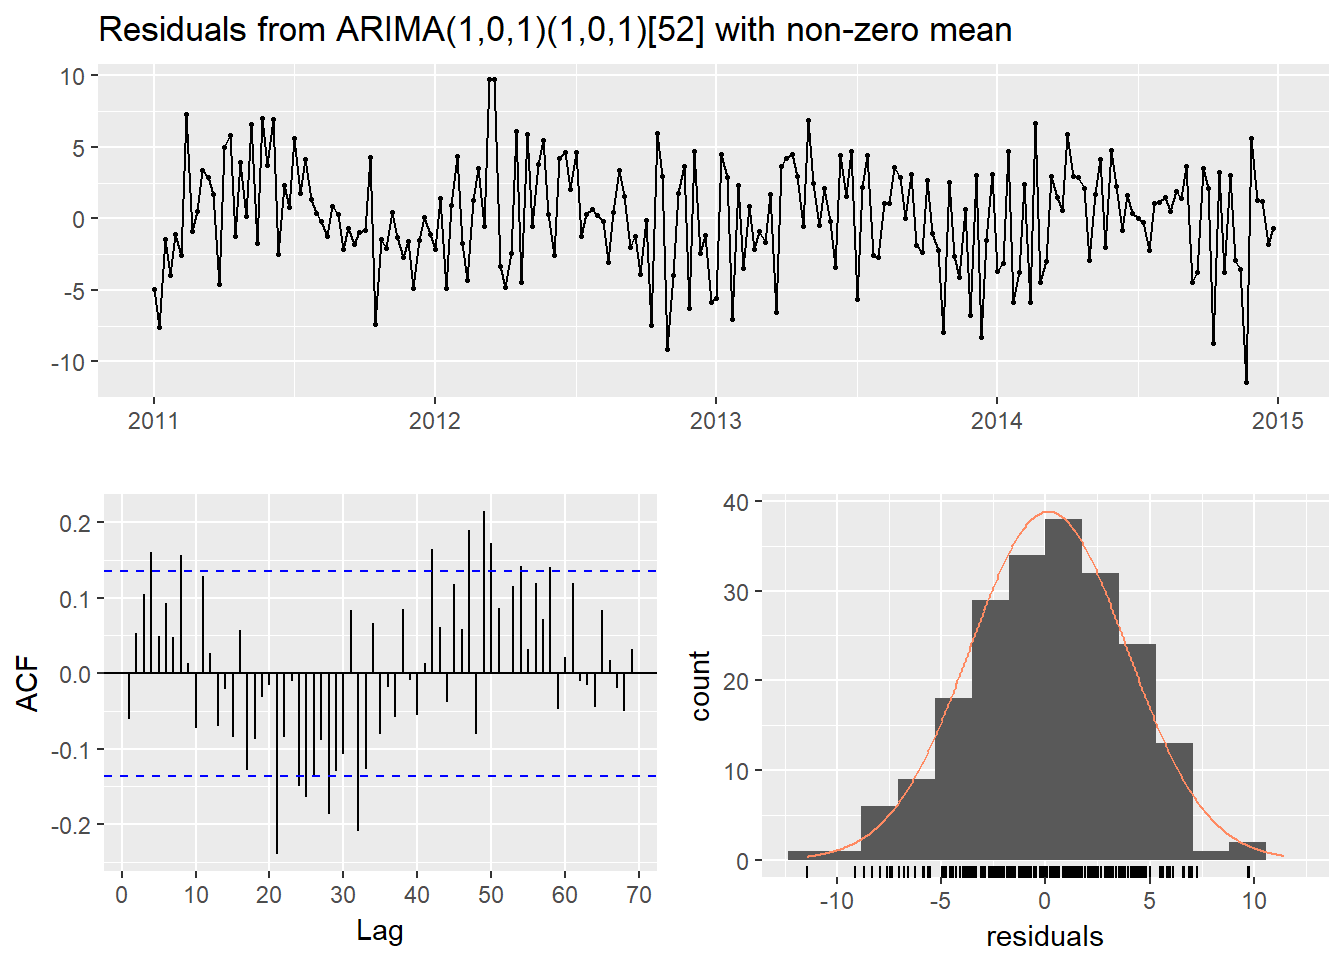 Residuals from ARIMA(1,0,1)(1,0,1)[52] with non-zero mean
10
5
0
-5
-10
2011 2012 2013 2014 2015
ACF
0.2
0.1
0.0
-0.1
-0.2
0 10 20 30 40 50 60 70
Lag
count
40
30
20
10
0
-10 -5 0 5 10
residuals